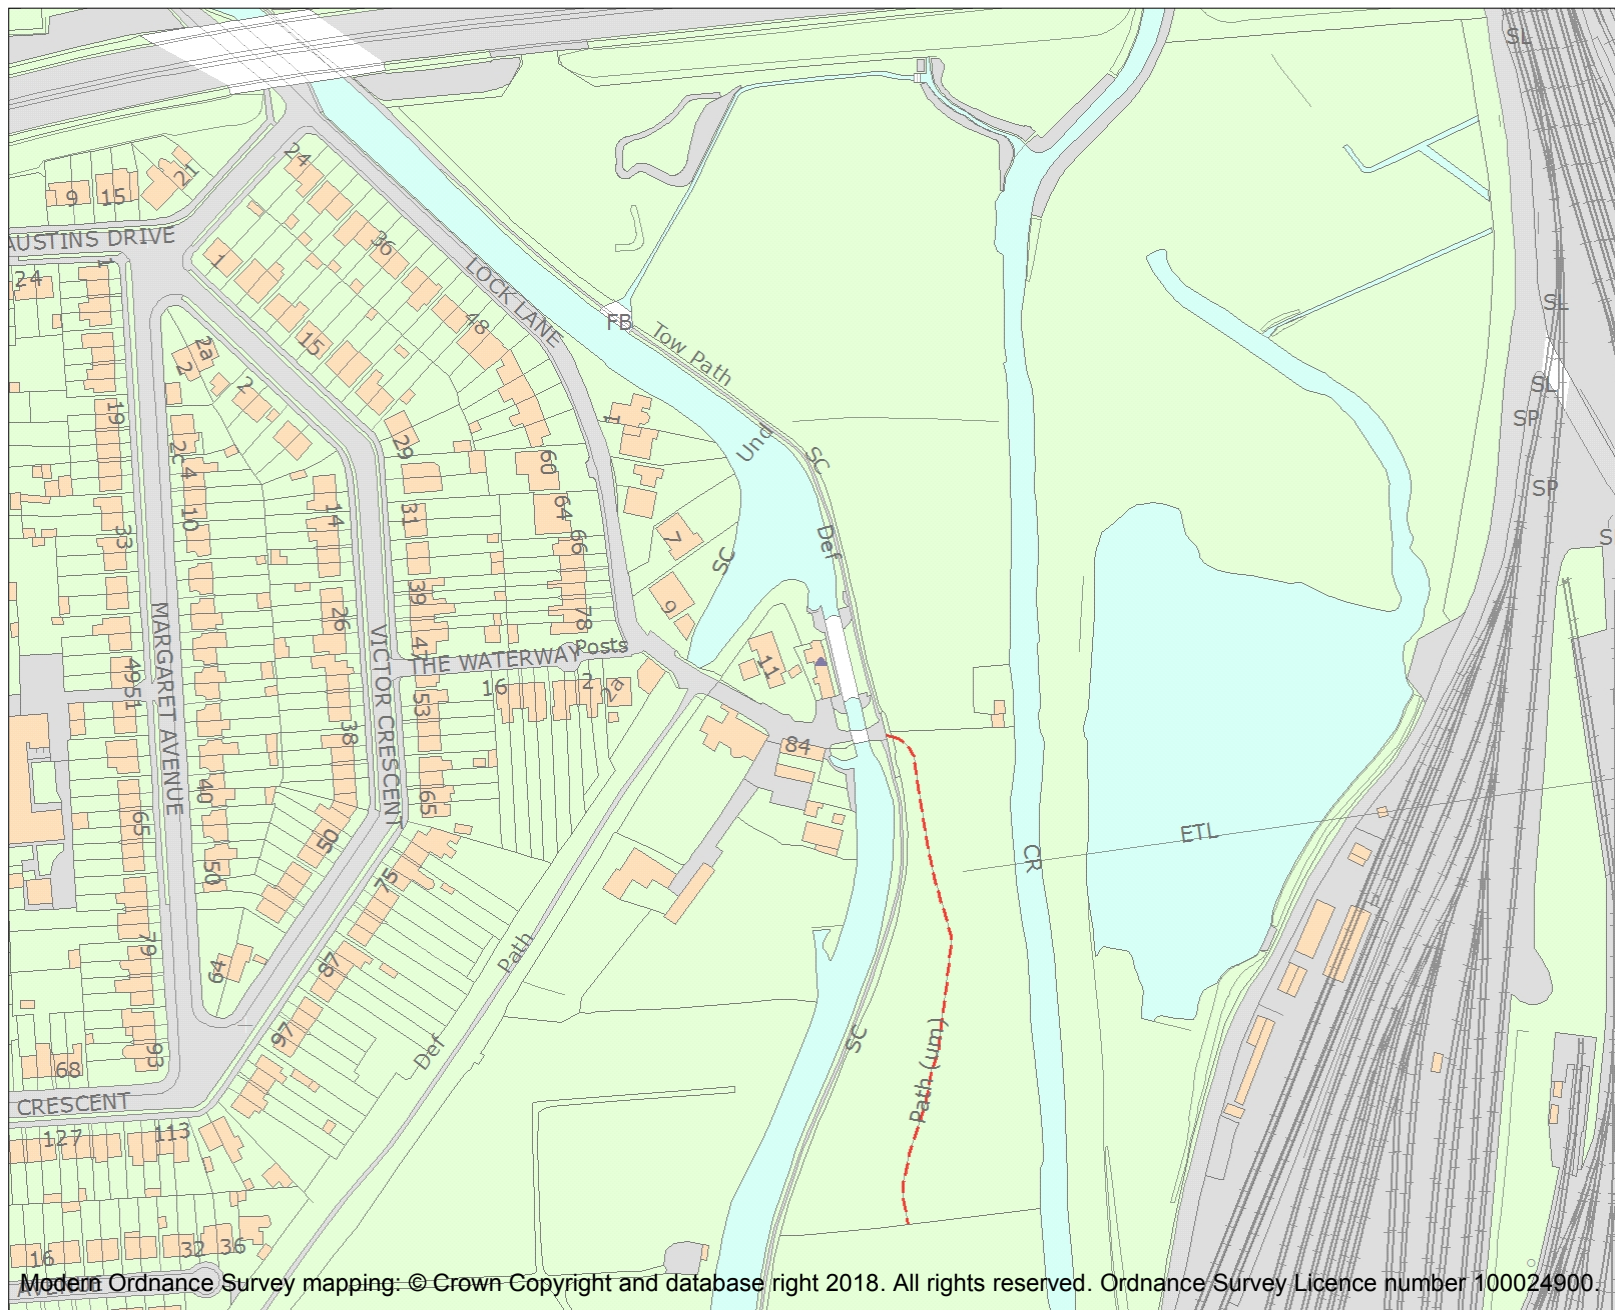 SL
24
21
9
15
AUSTINS DRIVE
36
1
1
24
LOCK LANE
SL
48
FB
Tow Path
15
2a
2
2
SL
1
SP
19
29
Und
SC
2c
4
60
SP
64
14
31
10
33
66
7
Def
S
SC
39
26
9
78
47
Posts
THE WATERWAY
11
49
51
MARGARET AVENUE
VICTOR CRESCENT
16
2
2a
53
38
84
40
65
65
ETL
50
CR
50
75
79
Path
87
64
97
SC
Def
93
68
Path (um)
CRESCENT
127
113
32
36
16
AVENUE
Modern Ordnance Survey mapping: © Crown Copyright and database right 2018. All rights reserved. Ordnance Survey Licence number 100024900.